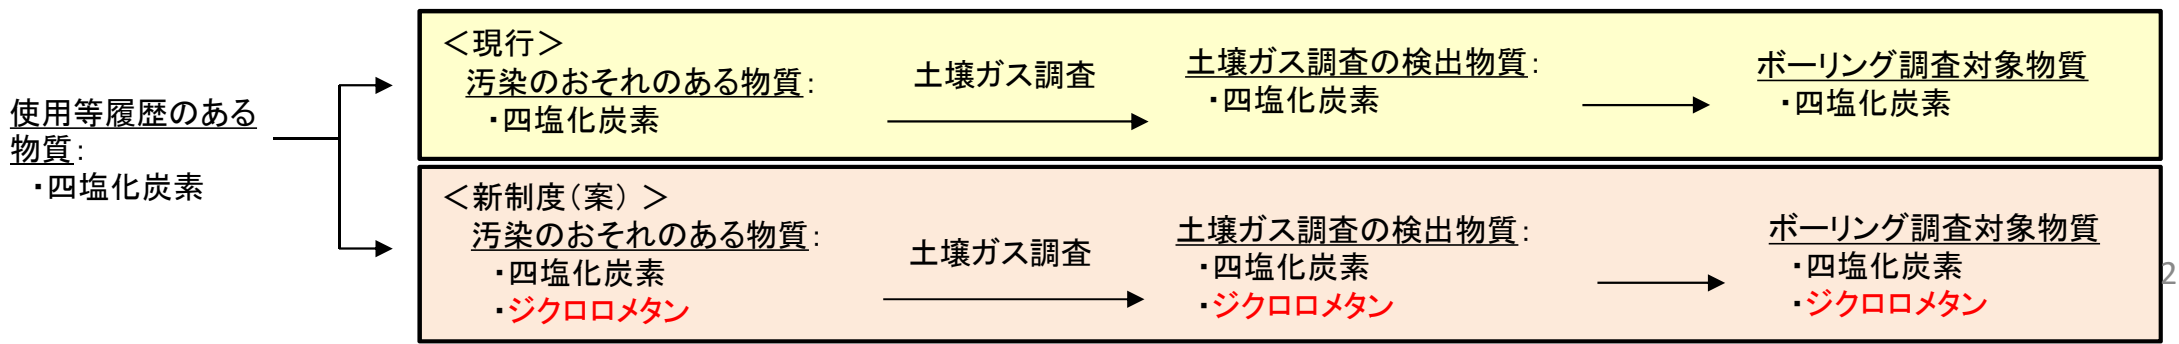 使用等履歴のある
物質：
・四塩化炭素
＜現行＞
汚染のおそれのある物質：
・四塩化炭素
土壌ガス調査
土壌ガス調査の検出物質：
・四塩化炭素
ボーリング調査対象物質
・四塩化炭素
＜新制度（案）＞
汚染のおそれのある物質：
・四塩化炭素
・ジクロロメタン
土壌ガス調査
土壌ガス調査の検出物質：
・四塩化炭素
・ジクロロメタン
ボーリング調査対象物質
・四塩化炭素
・ジクロロメタン
2